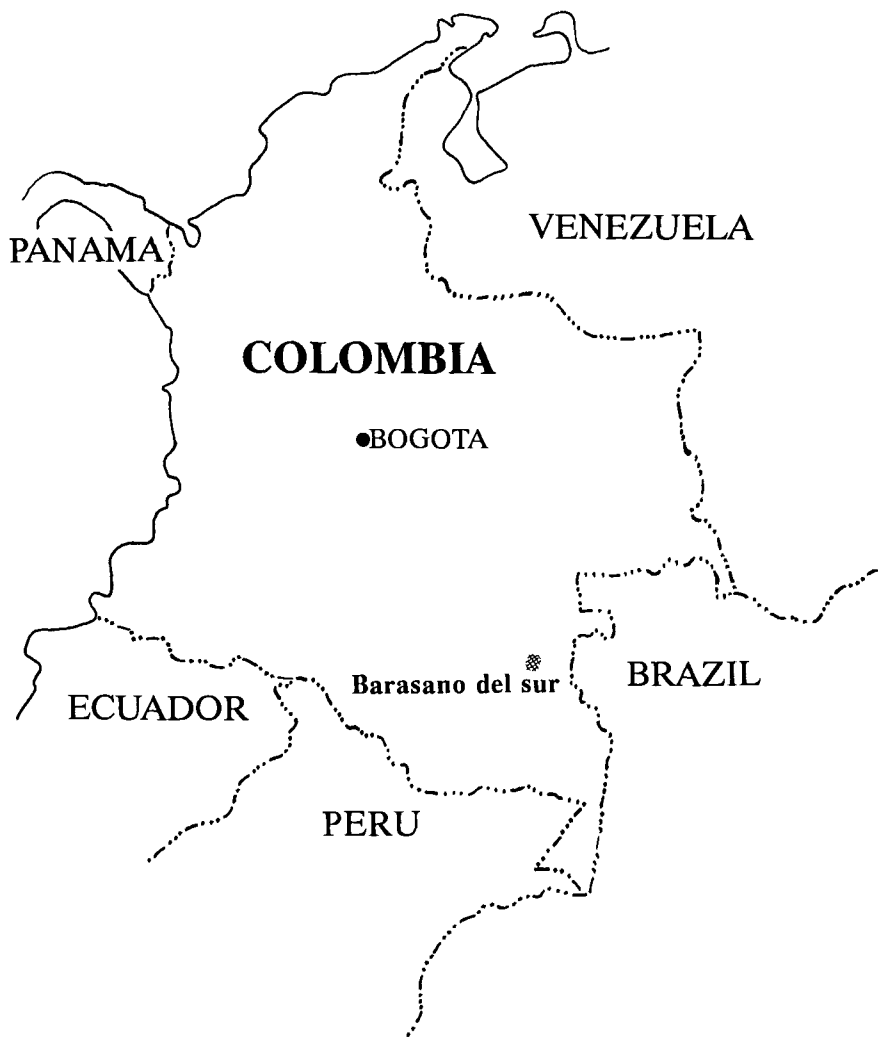 VENEZUELA
PANAMA
COLOMBIA
BOGOTA
BRAZIL
Barasano del sur
ECUADOR
PERU